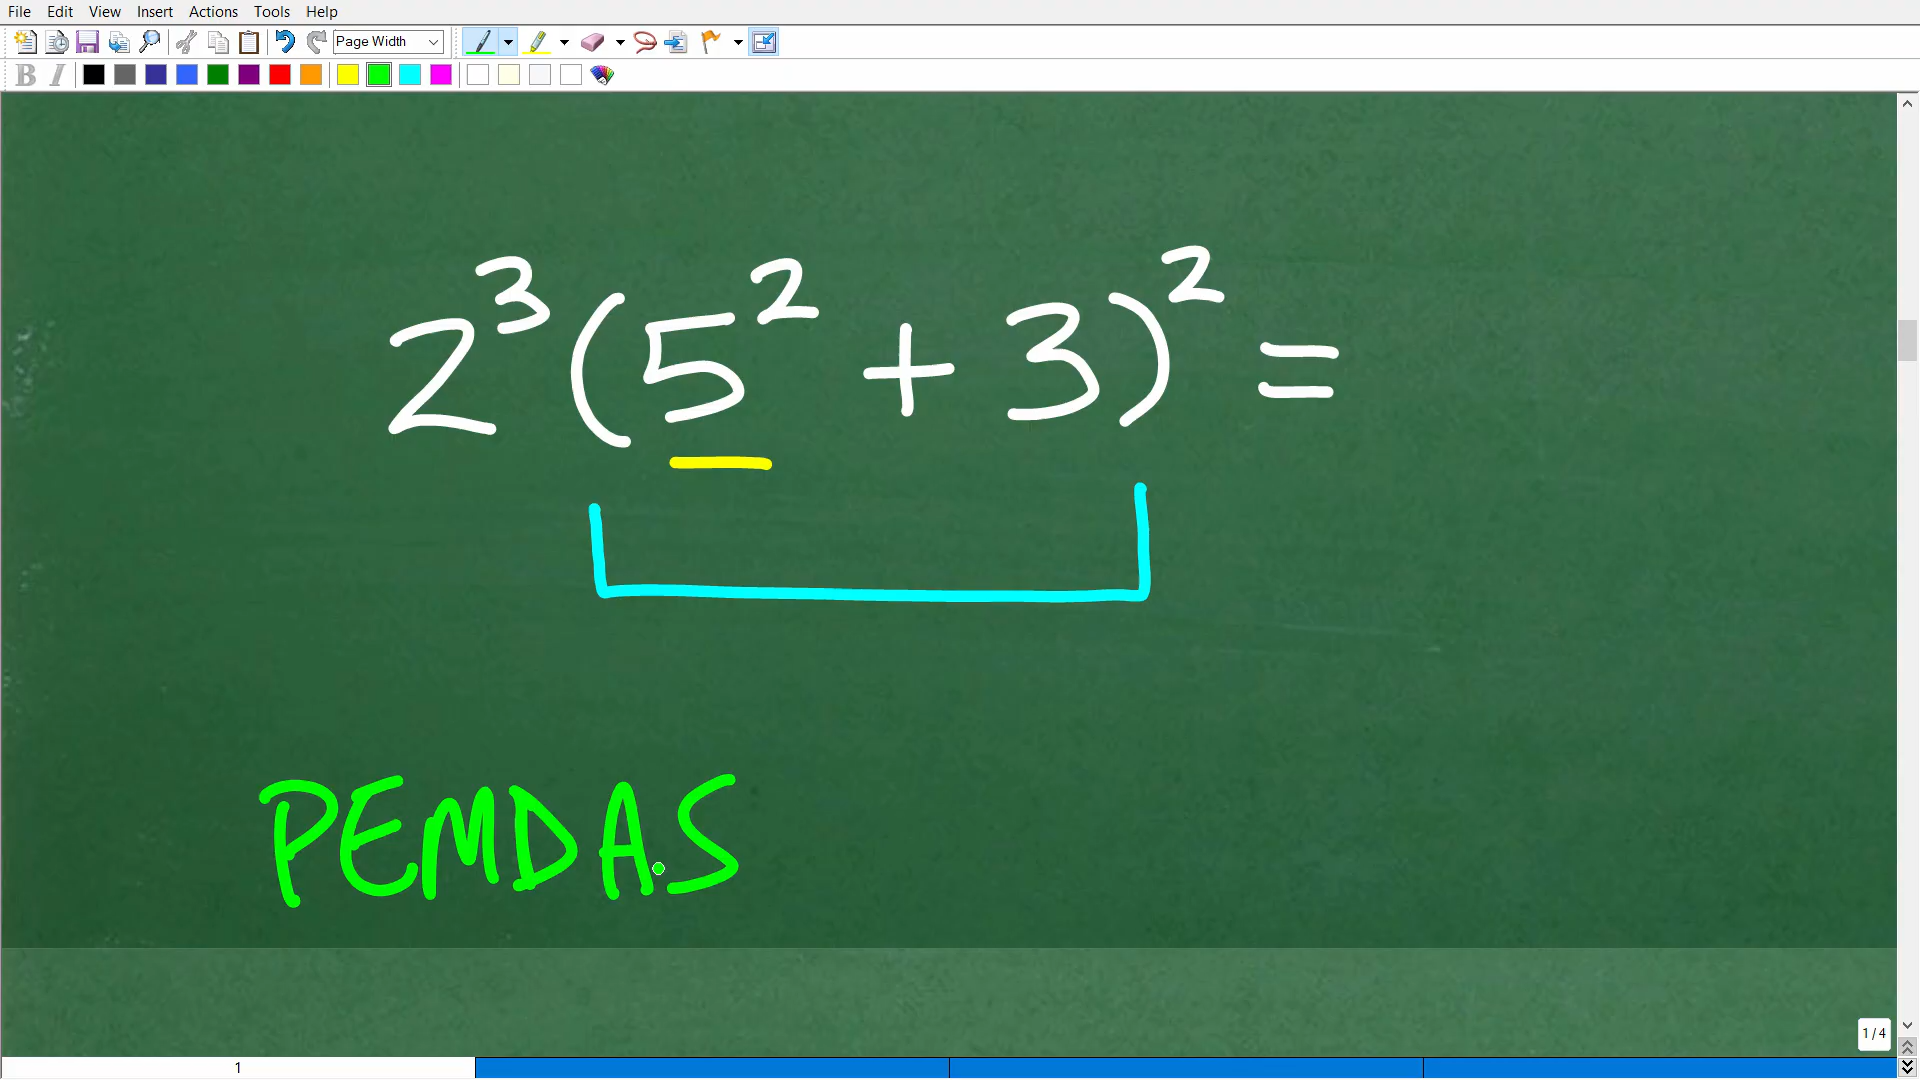 File Edit View Insert Actions Tools Help
Page Width
B I
2³(5² + 3)² =
PEMDAS
1 / 4
1